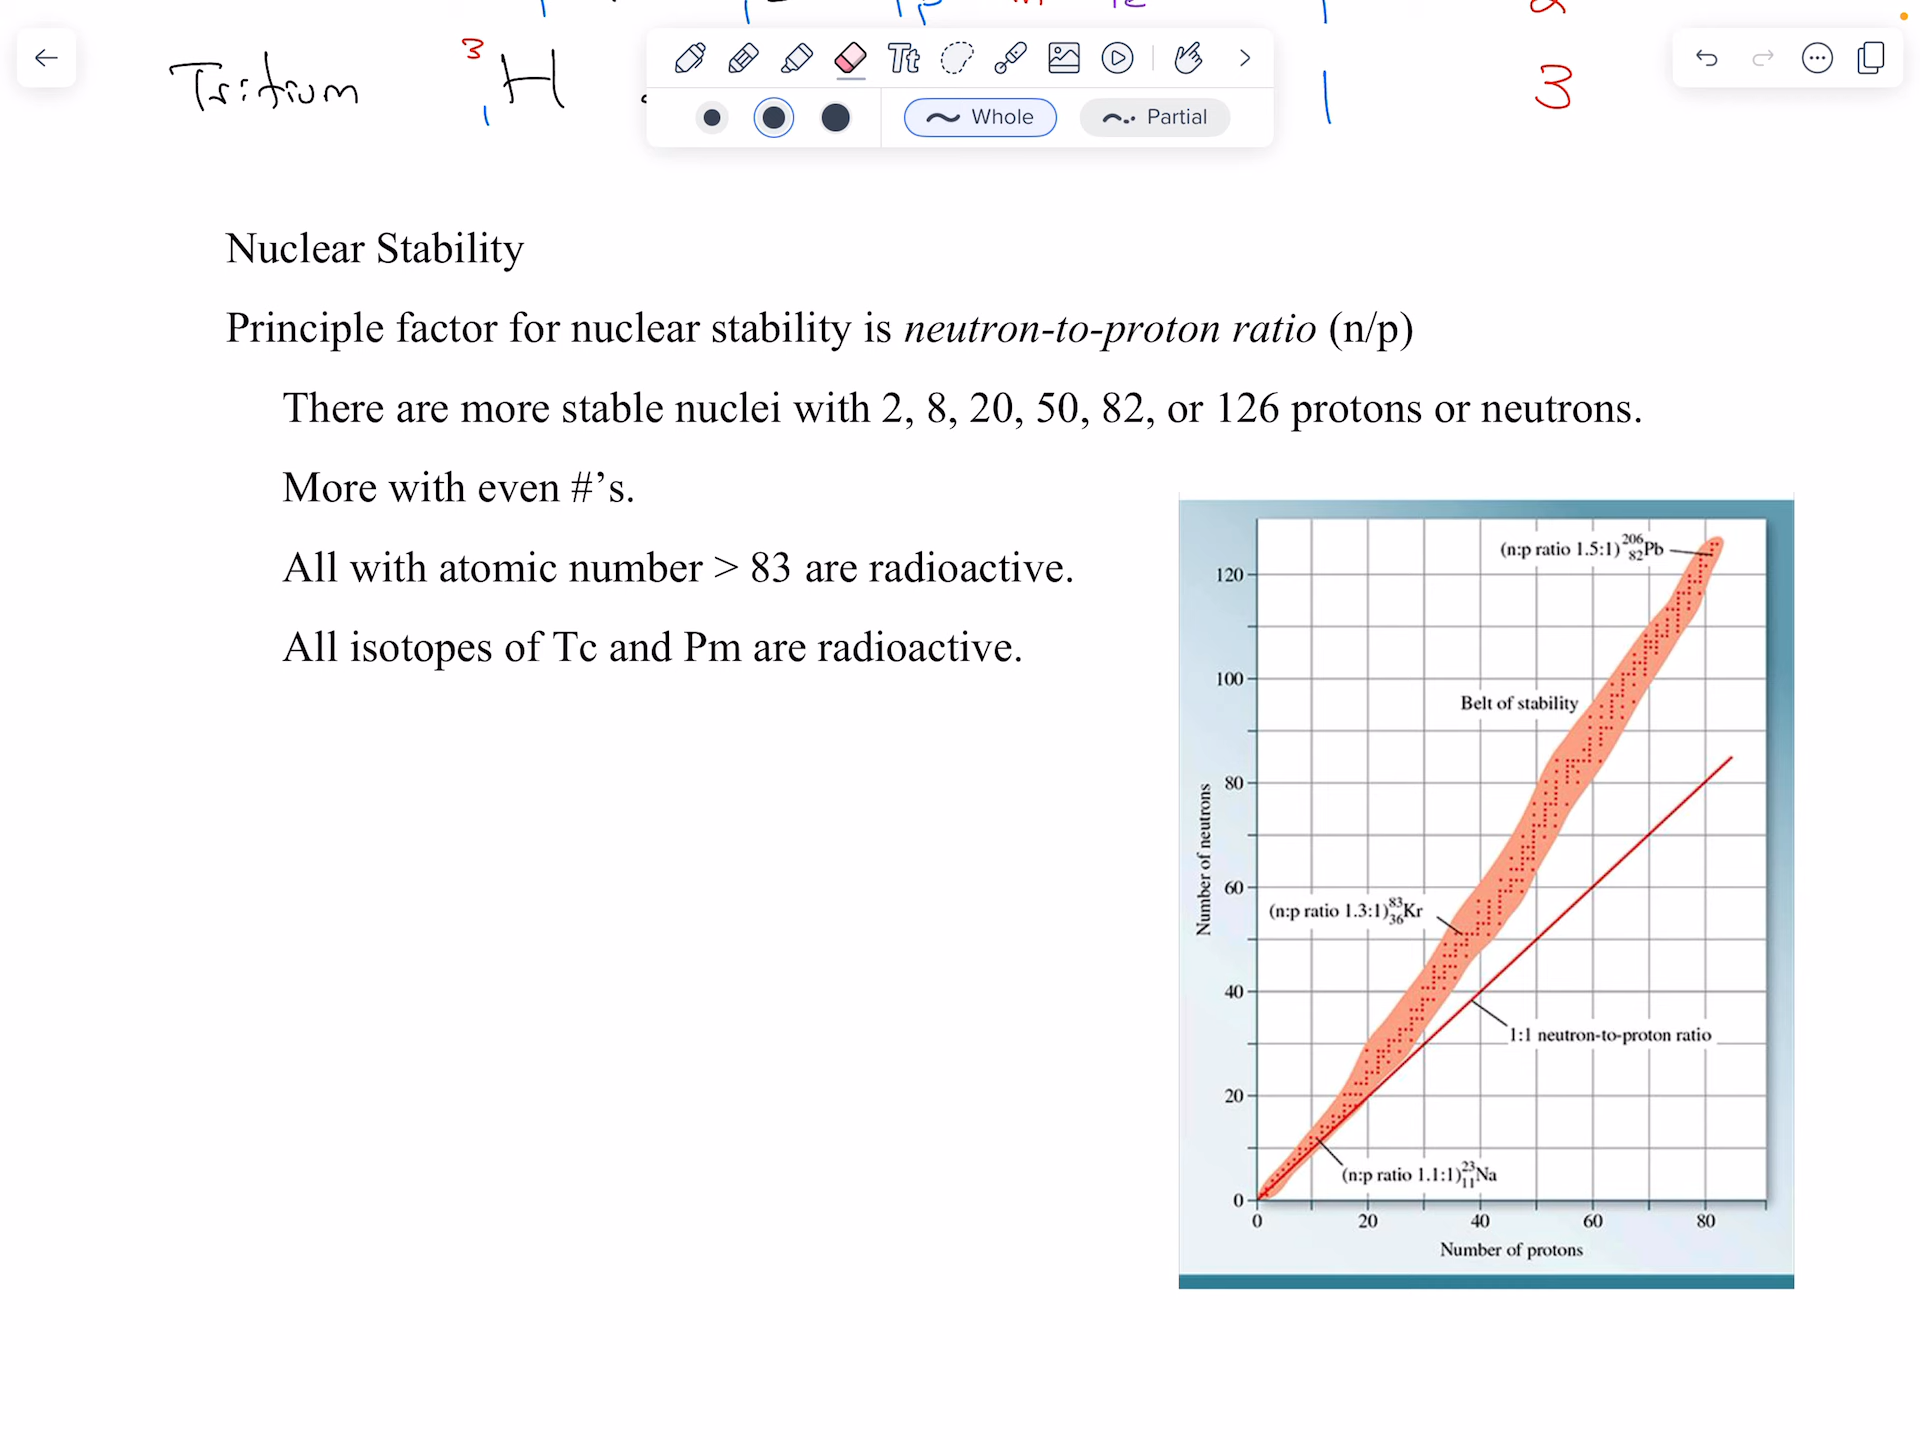 Tritium 3 1 H 1 3
Tt
Whole Partial
Nuclear Stability
Principle factor for nuclear stability is neutron-to-proton ratio (n/p)
There are more stable nuclei with 2, 8, 20, 50, 82, or 126 protons or neutrons.
More with even #’s.
All with atomic number > 83 are radioactive.
All isotopes of Tc and Pm are radioactive.
(n:p ratio 1.5:1) 206 82 Pb
120
100
Belt of stability
80
Number of neutrons
60
(n:p ratio 1.3:1) 83 36 Kr
40
1:1 neutron-to-proton ratio
20
(n:p ratio 1.1:1) 23 11 Na
0
0 20 40 60 80
Number of protons